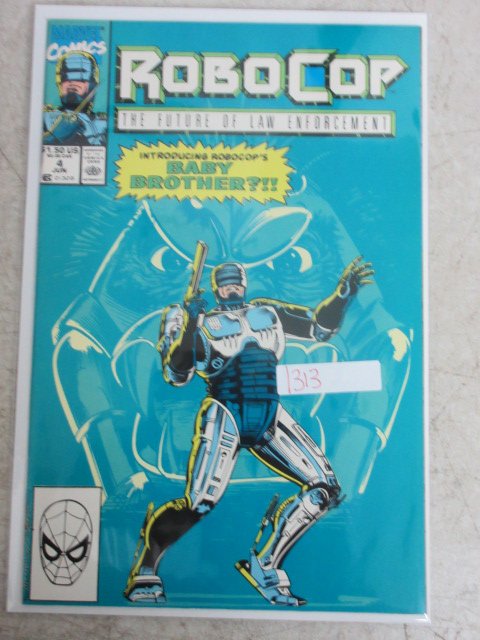 MARVEL
COMICS
ROBOCOP
THE FUTURE OF LAW ENFORCEMENT
$1.50 US
4
JUN
INTRODUCING ROBOCOP'S
BABY
BROTHER?!!
1313